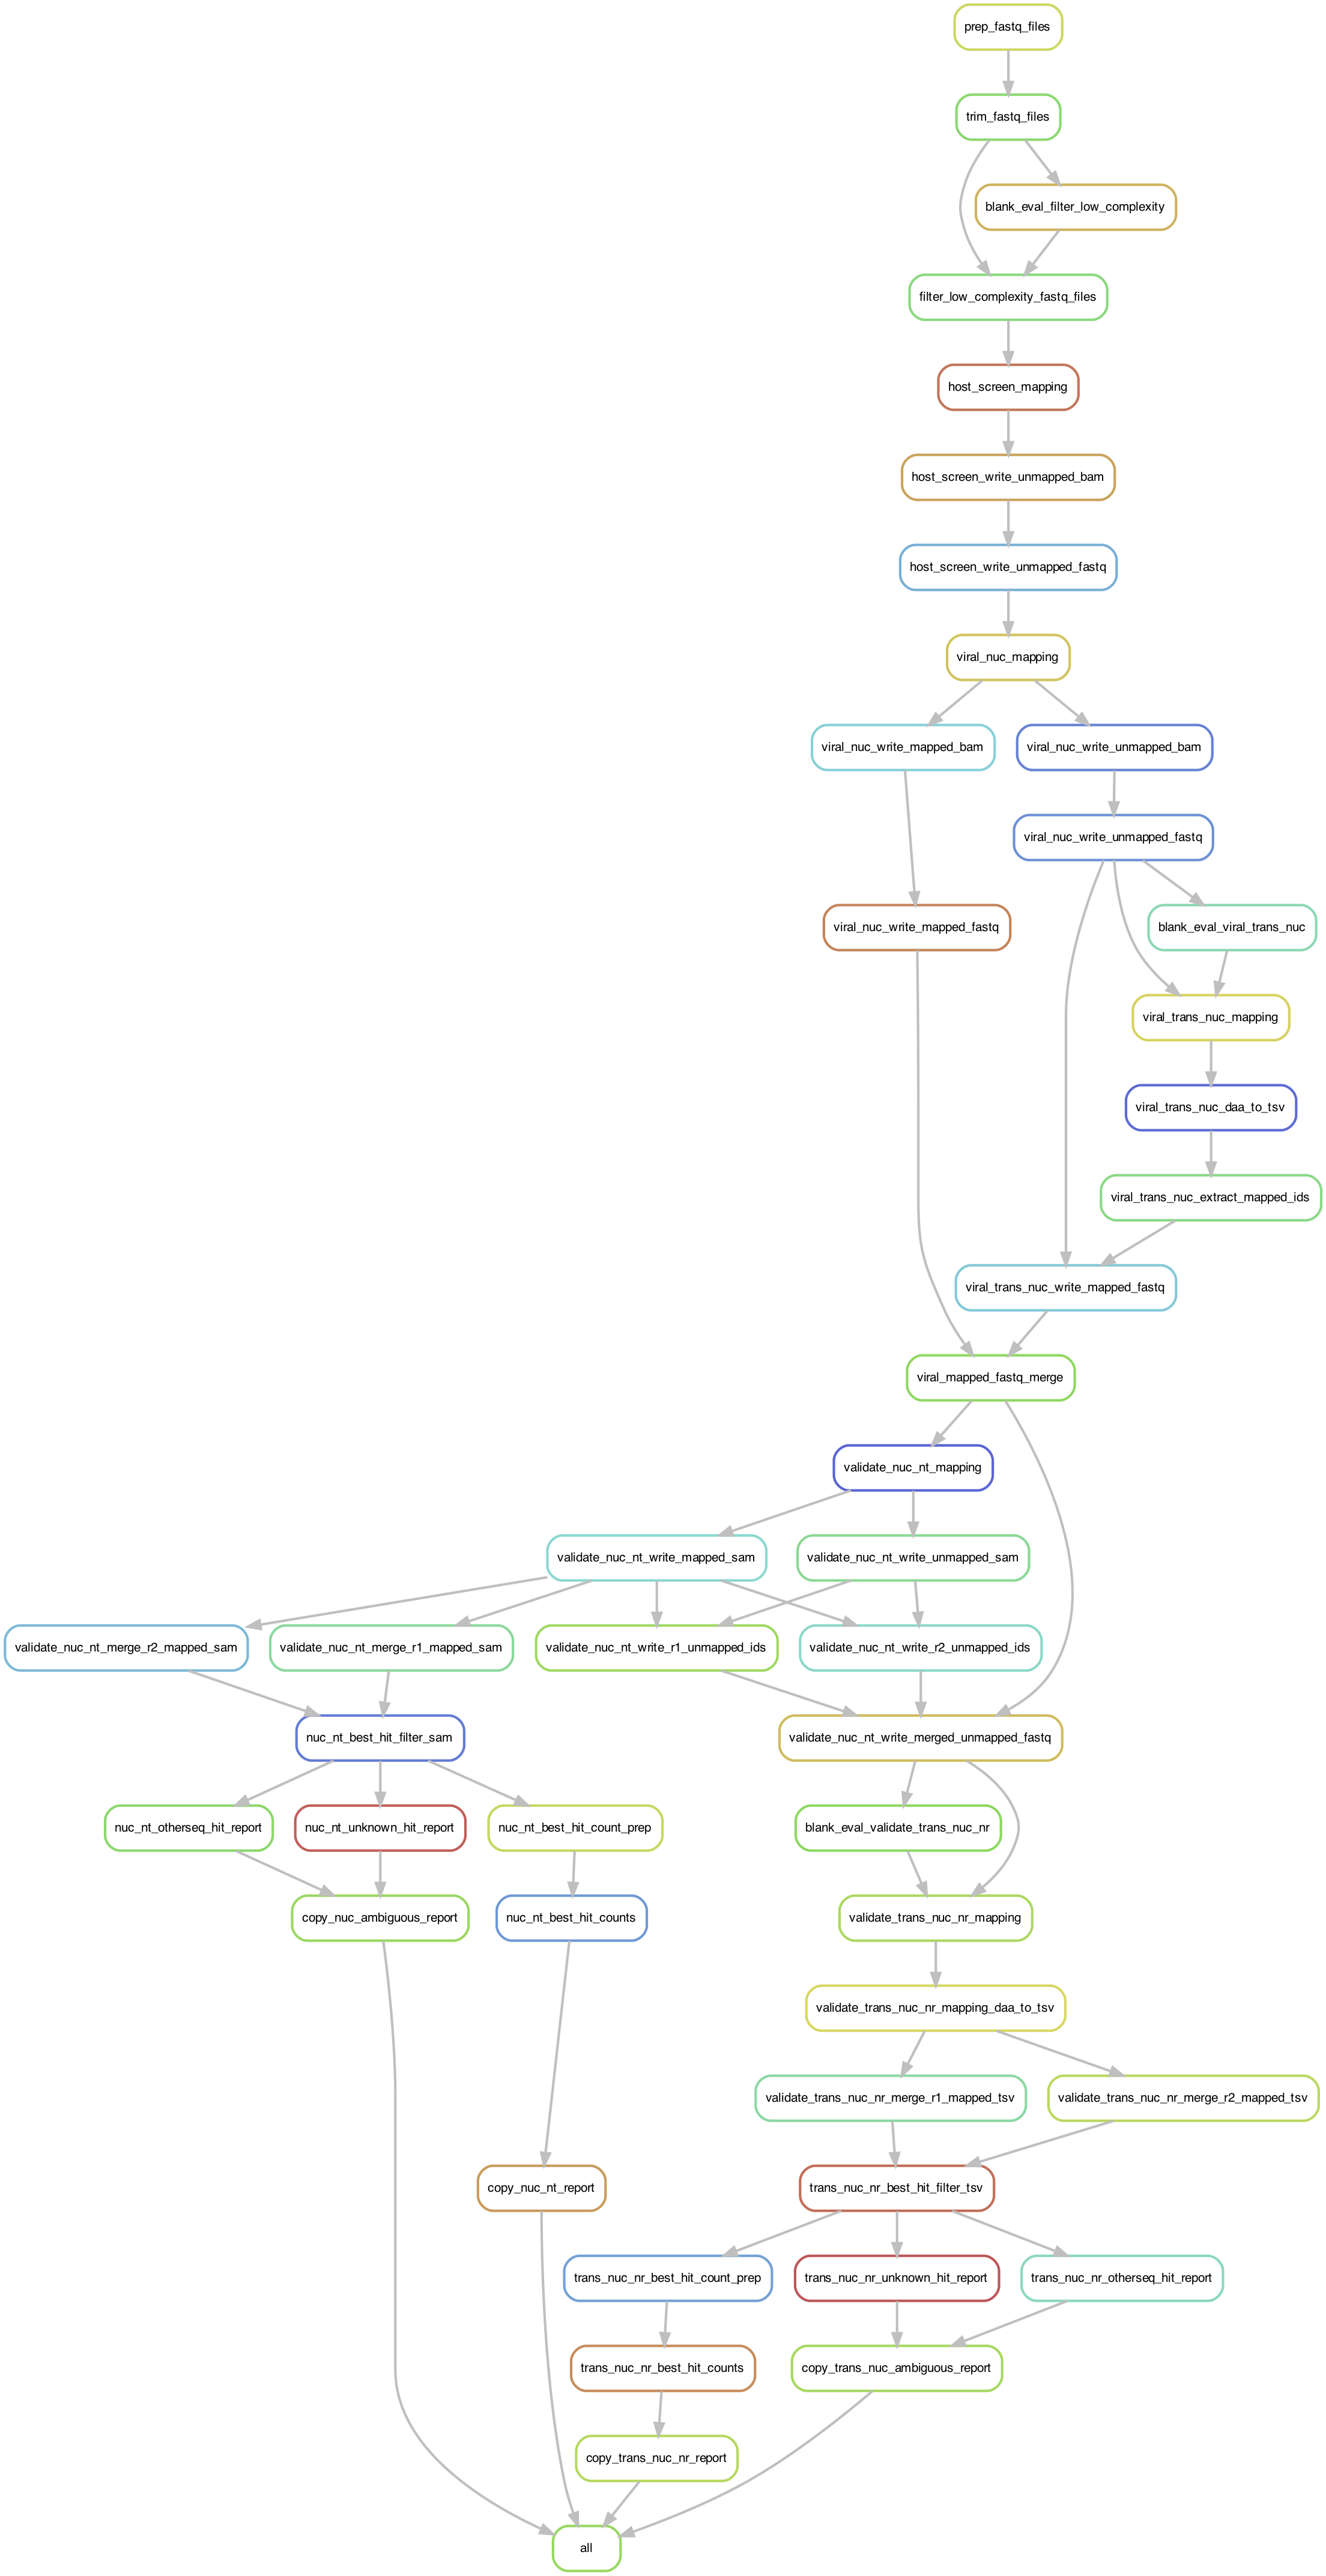 prep_fastq_files
trim_fastq_files
blank_eval_filter_low_complexity
filter_low_complexity_fastq_files
host_screen_mapping
host_screen_write_unmapped_bam
host_screen_write_unmapped_fastq
viral_nuc_mapping
viral_nuc_write_mapped_bam
viral_nuc_write_unmapped_bam
viral_nuc_write_unmapped_fastq
viral_nuc_write_mapped_fastq
blank_eval_viral_trans_nuc
viral_trans_nuc_mapping
viral_trans_nuc_daa_to_tsv
viral_trans_nuc_extract_mapped_ids
viral_trans_nuc_write_mapped_fastq
viral_mapped_fastq_merge
validate_nuc_nt_mapping
validate_nuc_nt_write_mapped_sam
validate_nuc_nt_write_unmapped_sam
validate_nuc_nt_merge_r2_mapped_sam
validate_nuc_nt_merge_r1_mapped_sam
validate_nuc_nt_write_r1_unmapped_ids
validate_nuc_nt_write_r2_unmapped_ids
nuc_nt_best_hit_filter_sam
validate_nuc_nt_write_merged_unmapped_fastq
nuc_nt_otherseq_hit_report
nuc_nt_unknown_hit_report
nuc_nt_best_hit_count_prep
blank_eval_validate_trans_nuc_nr
copy_nuc_ambiguous_report
nuc_nt_best_hit_counts
validate_trans_nuc_nr_mapping
validate_trans_nuc_nr_mapping_daa_to_tsv
validate_trans_nuc_nr_merge_r1_mapped_tsv
validate_trans_nuc_nr_merge_r2_mapped_tsv
copy_nuc_nt_report
trans_nuc_nr_best_hit_filter_tsv
trans_nuc_nr_best_hit_count_prep
trans_nuc_nr_unknown_hit_report
trans_nuc_nr_otherseq_hit_report
trans_nuc_nr_best_hit_counts
copy_trans_nuc_ambiguous_report
copy_trans_nuc_nr_report
all